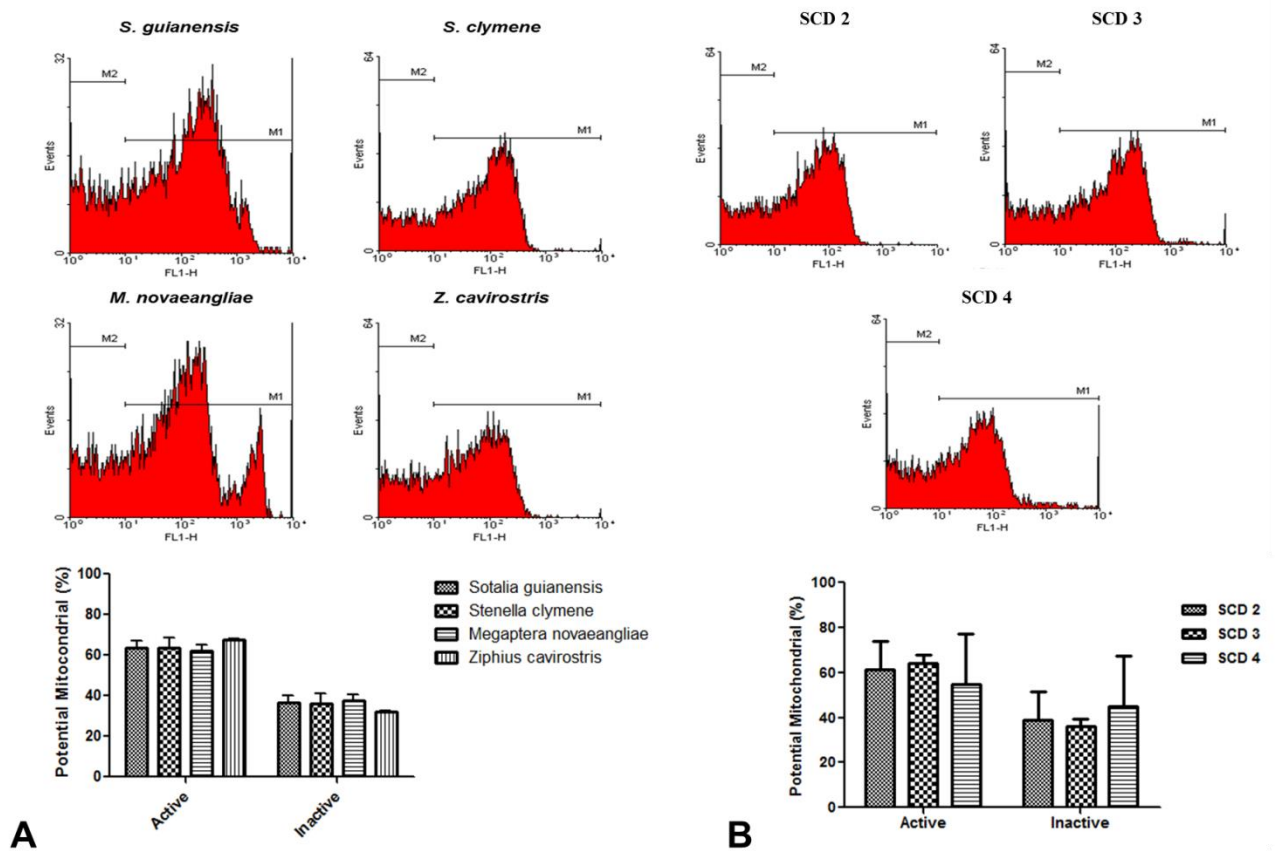 S. guianensis
32
M2
M1
Events
0
10⁰ 10¹ 10² 10³ 10⁴
FL1-H
S. clymene
64
M2
M1
Events
0
10⁰ 10¹ 10² 10³ 10⁴
FL1-H
M. novaeangliae
32
M2
M1
Events
0
10⁰ 10¹ 10² 10³ 10⁴
FL1-H
Z. cavirostris
64
M2
M1
Events
0
10⁰ 10¹ 10² 10³ 10⁴
FL1-H
Potential Mitocondrial (%)
100
80
60
40
20
0
Active
Inactive
Sotalia guianensis
Stenella clymene
Megaptera novaeangliae
Ziphius cavirostris
A
SCD 2
64
M2
M1
Events
0
10⁰ 10¹ 10² 10³ 10⁴
FL1-H
SCD 3
64
M2
M1
Events
0
10⁰ 10¹ 10² 10³ 10⁴
FL1-H
SCD 4
64
M2
M1
Events
0
10⁰ 10¹ 10² 10³ 10⁴
FL1-H
Potential Mitochondrial (%)
100
80
60
40
20
0
Active
Inactive
SCD 2
SCD 3
SCD 4
B